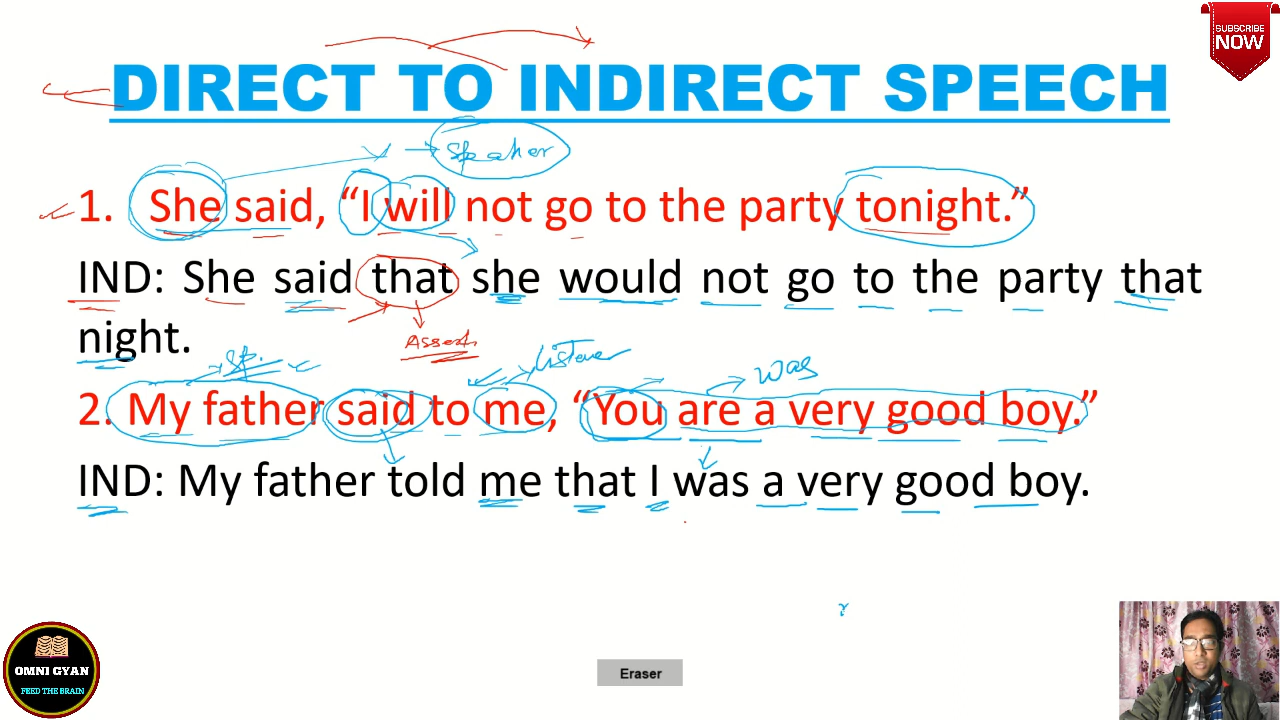 SUBSCRIBE
NOW
DIRECT TO INDIRECT SPEECH
Speaker
1. She said, “I will not go to the party tonight.”
IND: She said that she would not go to the party that
night.
Assert
Sp.
Listener
was
2. My father said to me, “You are a very good boy.”
IND: My father told me that I was a very good boy.
OMNI GYAN
FEED THE BRAIN
Eraser